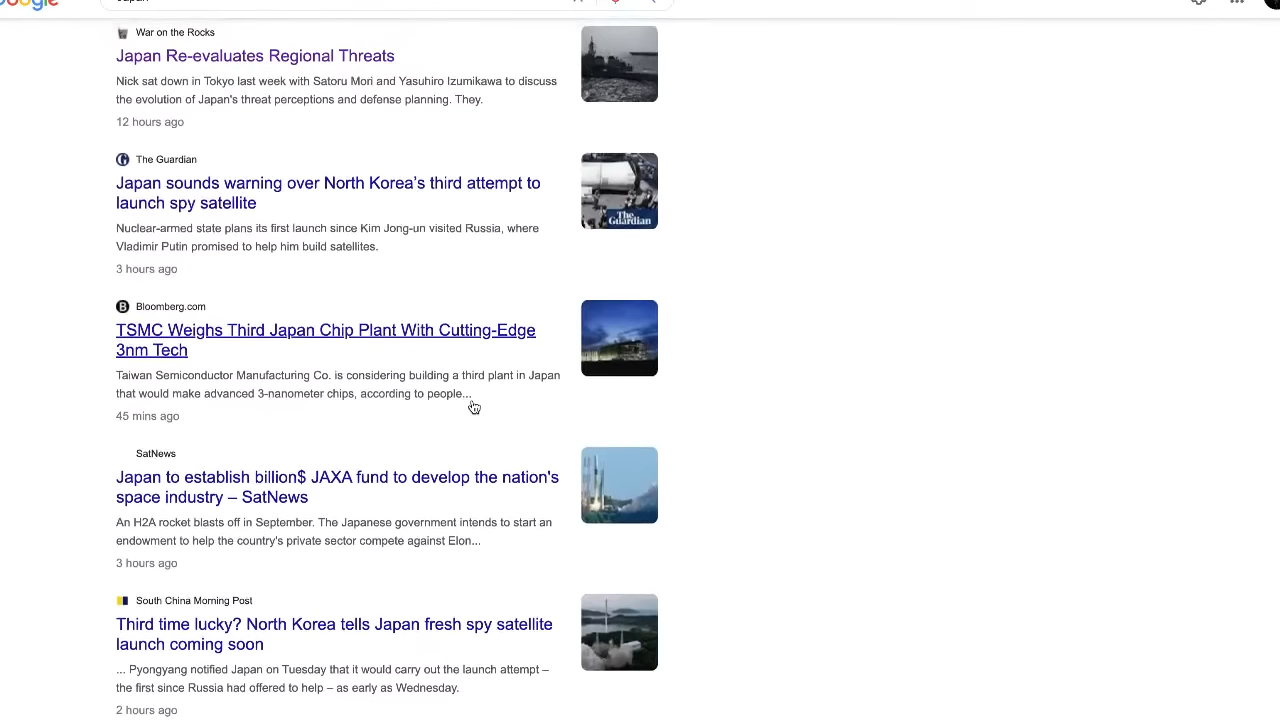 War on the Rocks
Japan Re-evaluates Regional Threats
Nick sat down in Tokyo last week with Satoru Mori and Yasuhiro Izumikawa to discuss
the evolution of Japan's threat perceptions and defense planning. They.
12 hours ago
The Guardian
Japan sounds warning over North Korea’s third attempt to
launch spy satellite
Nuclear-armed state plans its first launch since Kim Jong-un visited Russia, where
Vladimir Putin promised to help him build satellites.
3 hours ago
The
Guardian
Bloomberg.com
TSMC Weighs Third Japan Chip Plant With Cutting-Edge
3nm Tech
Taiwan Semiconductor Manufacturing Co. is considering building a third plant in Japan
that would make advanced 3-nanometer chips, according to people...
45 mins ago
SatNews
Japan to establish billion$ JAXA fund to develop the nation's
space industry – SatNews
An H2A rocket blasts off in September. The Japanese government intends to start an
endowment to help the country's private sector compete against Elon...
3 hours ago
South China Morning Post
Third time lucky? North Korea tells Japan fresh spy satellite
launch coming soon
... Pyongyang notified Japan on Tuesday that it would carry out the launch attempt –
the first since Russia had offered to help – as early as Wednesday.
2 hours ago